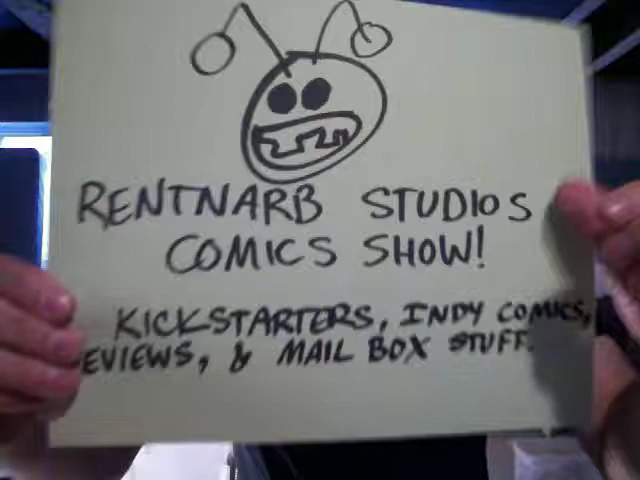 RENTNARB STUDIOS
COMICS SHOW!
KICKSTARTERS, INDY COMICS,
EVIEWS, & MAIL BOX STUFF.